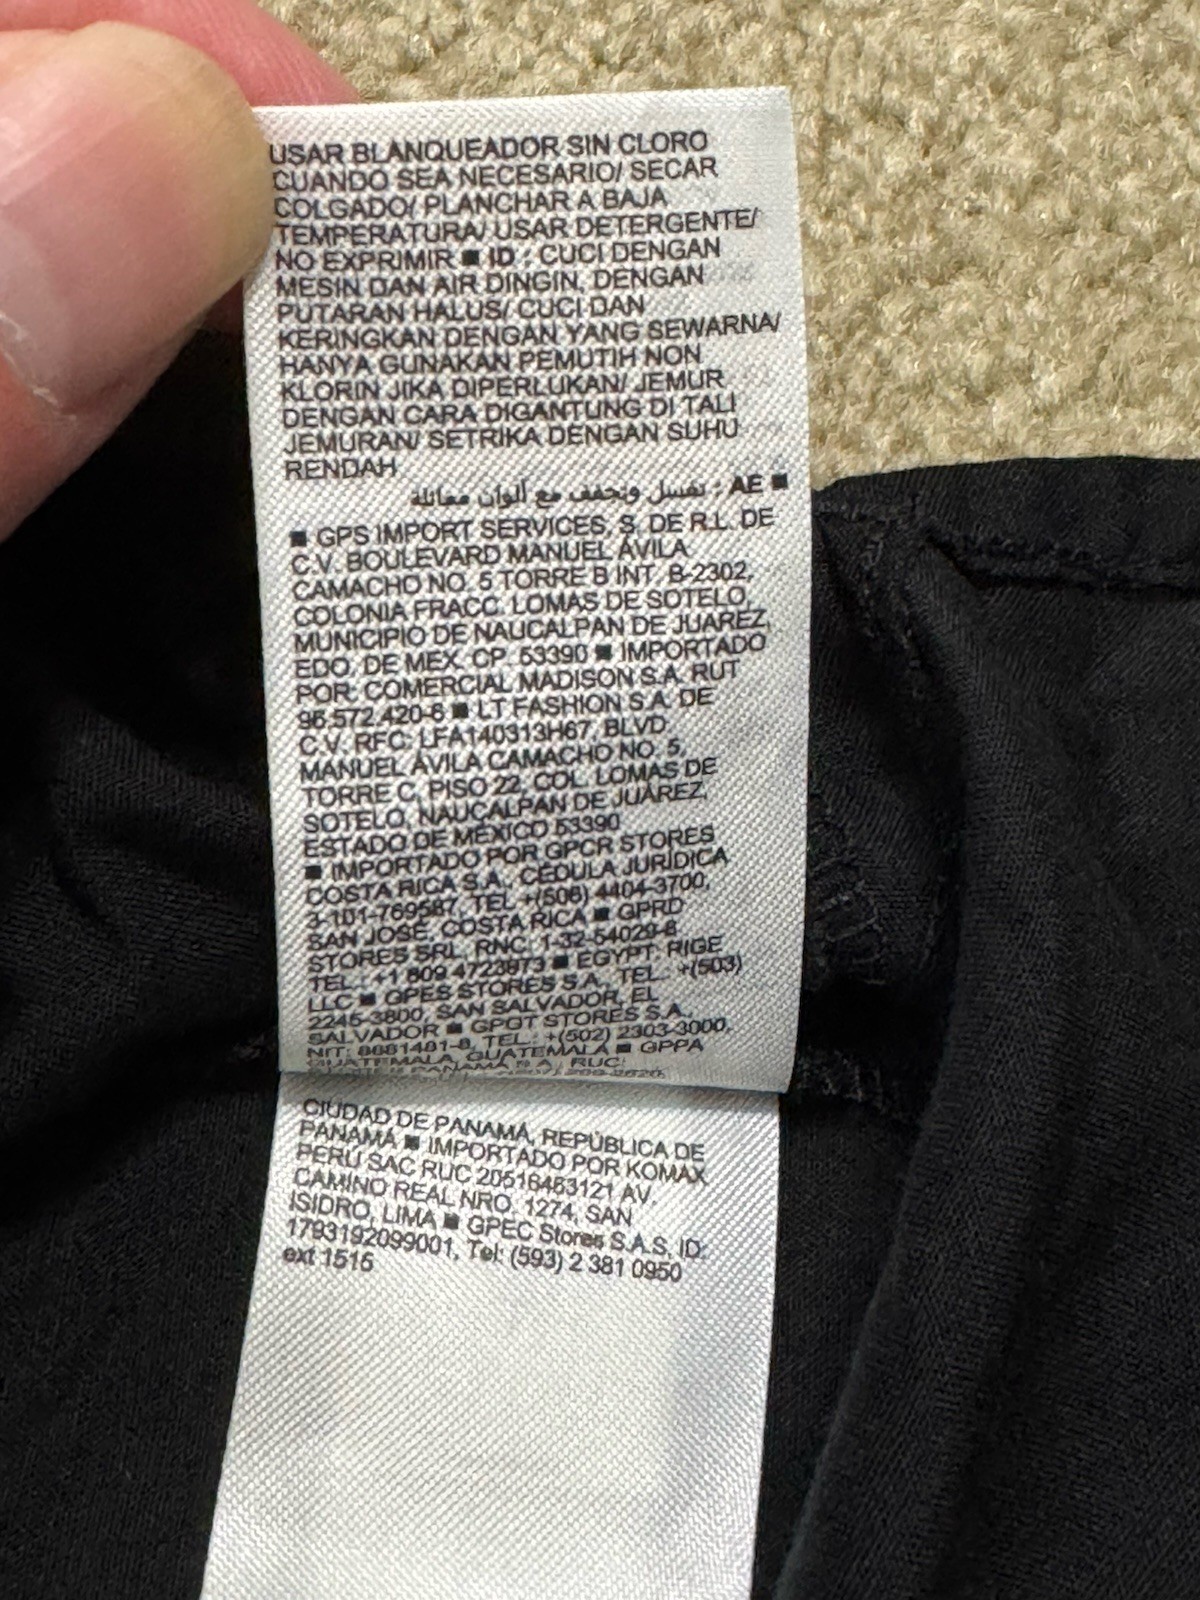 USAR BLANQUEADOR SIN CLORO
CUANDO SEA NECESARIO/ SECAR
COLGADO/ PLANCHAR A BAJA
TEMPERATURA/ USAR DETERGENTE/
NO EXPRIMIR ■ ID : CUCI DENGAN
MESIN DAN AIR DINGIN, DENGAN
PUTARAN HALUS/ CUCI DAN
KERINGKAN DENGAN YANG SEWARNA/
HANYA GUNAKAN PEMUTIH NON
KLORIN JIKA DIPERLUKAN/ JEMUR
DENGAN CARA DIGANTUNG DI TALI
JEMURAN/ SETRIKA DENGAN SUHU
RENDAH
■ AE : تغسل وتجفف مع ألوان مماثلة
■ GPS IMPORT SERVICES, S. DE R.L. DE
C.V. BOULEVARD MANUEL ÁVILA
CAMACHO NO. 5 TORRE B INT. B-2302,
COLONIA FRACC. LOMAS DE SOTELO,
MUNICIPIO DE NAUCALPAN DE JUAREZ,
EDO. DE MEX. CP. 53390 ■ IMPORTADO
POR: COMERCIAL MADISON S.A. RUT
96.572.420-8 ■ LT FASHION S.A. DE
C.V. RFC: LFA140313H67, BLVD.
MANUEL ÁVILA CAMACHO NO. 5,
TORRE C, PISO 22, COL. LOMAS DE
SOTELO, NAUCALPAN DE JUÁREZ,
ESTADO DE MÉXICO 53390
■ IMPORTADO POR GPCR STORES
COSTA RICA S.A., CÉDULA JURÍDICA
3-101-769587, TEL +(506) 4404-3700,
SAN JOSÉ, COSTA RICA ■ GPRD
STORES SRL, RNC: 1-32-54029-8
TEL.: +1 809 4723973 ■ EGYPT: RIGE
LLC ■ GPES STORES S.A., TEL.: +(503)
2245-3800, SAN SALVADOR, EL
SALVADOR ■ GPGT STORES S.A.,
NIT: 8681481-8, TEL.: +(502) 2303-3000,
GUATEMALA, GUATEMALA ■ GPPA
PANAMA S.A., RUC:
CIUDAD DE PANAMÁ, REPÚBLICA DE
PANAMÁ ■ IMPORTADO POR KOMAX
PERU SAC RUC 20516463121 AV.
CAMINO REAL NRO. 1274, SAN
ISIDRO, LIMA ■ GPEC Stores S.A.S. ID:
1793192099001, Tel: (593) 2 381 0950
ext 1515